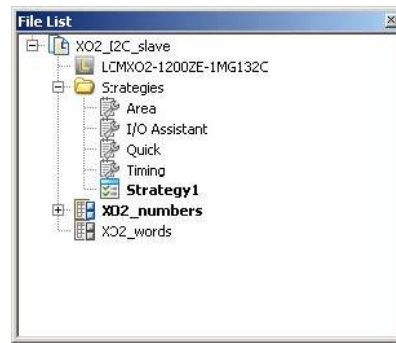 File List
XO2_I2C_slave
LCMXO2-1200ZE-1MG132C
Strategies
Area
I/O Assistant
Quick
Timing
Strategy1
XO2_numbers
XO2_words